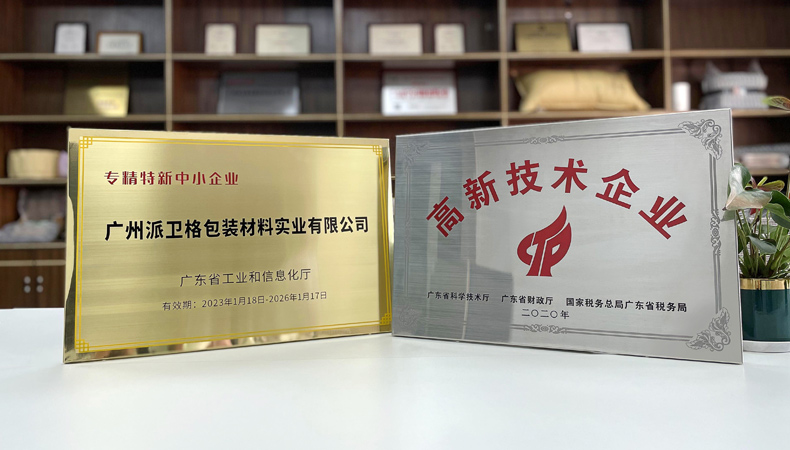 专精特新中小企业
广州派卫格包装材料实业有限公司
广东省工业和信息化厅
有效期：2023年1月18日-2026年1月17日
高新技术企业
广东省科学技术厅 广东省财政厅 国家税务总局广东省税务局
二〇二〇年